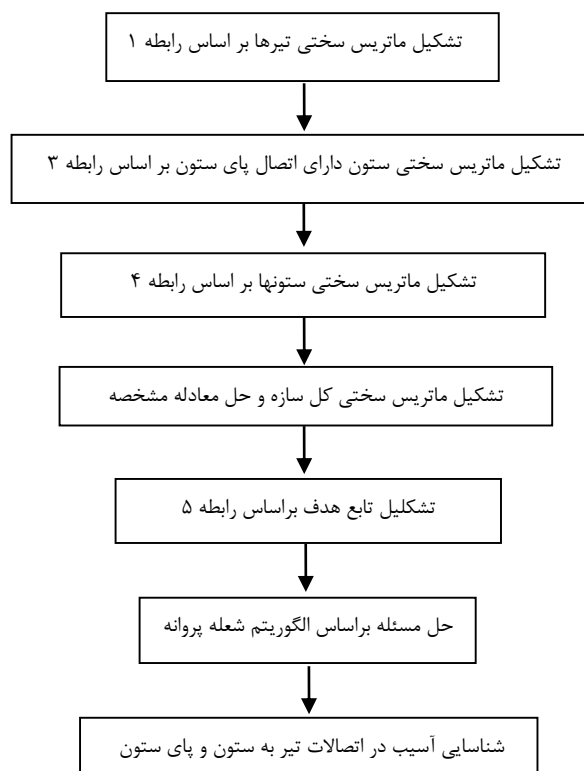 تشکیل ماتریس سختی تیرها بر اساس رابطه ۱
تشکیل ماتریس سختی ستون دارای اتصال پای ستون بر اساس رابطه ۳
تشکیل ماتریس سختی ستونها بر اساس رابطه ۴
تشکیل ماتریس سختی کل سازه و حل معادله مشخصه
تشکلیل تابع هدف براساس رابطه ۵
حل مسئله براساس الگوریتم شعله پروانه
شناسایی آسیب در اتصالات تیر به ستون و پای ستون